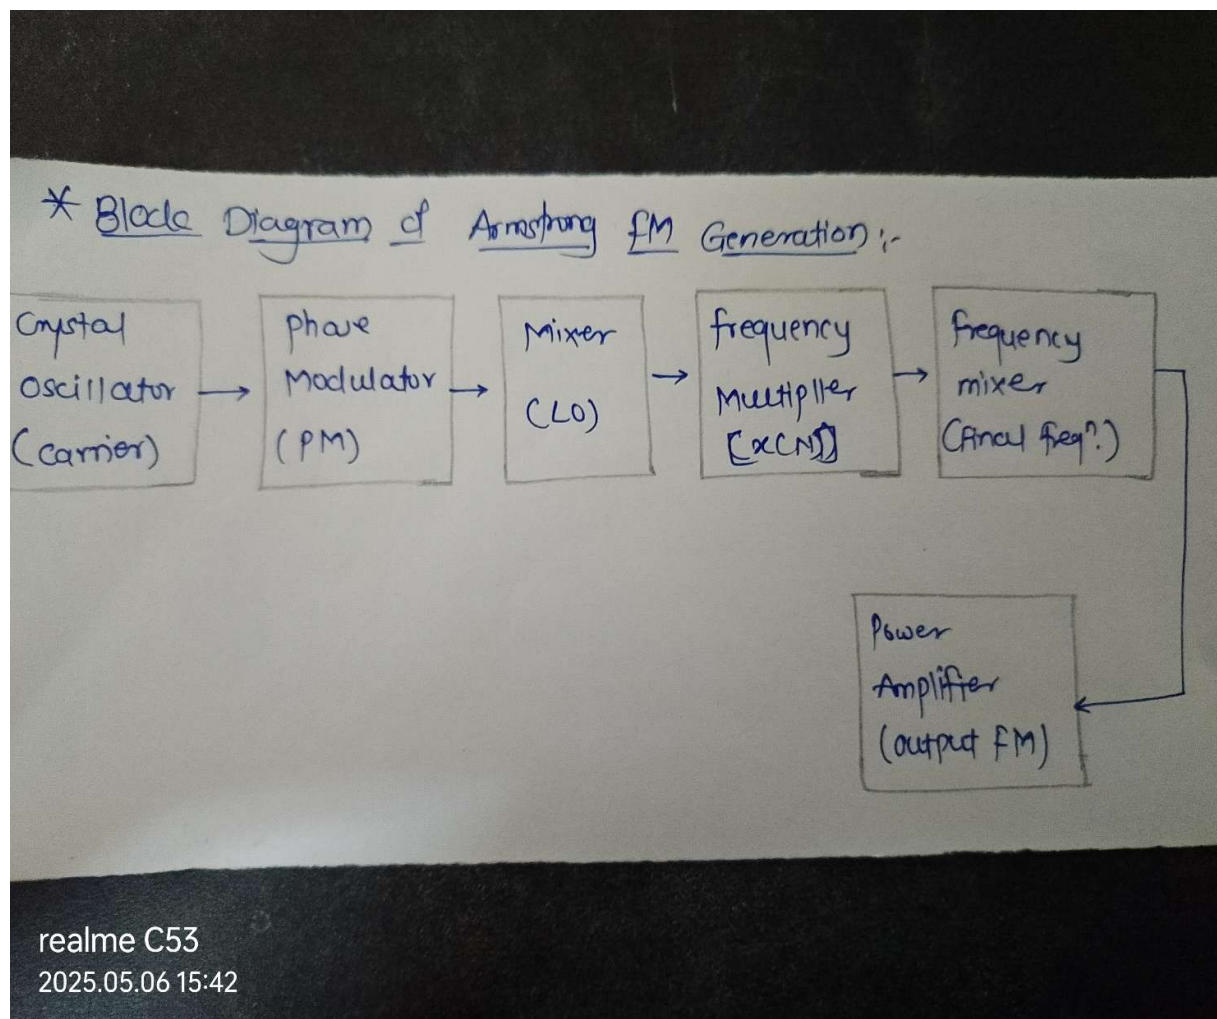 * Block Diagram of Armstrong FM Generation :-
Crystal
Oscillator
(Carrier)
Phase
Modulator
(PM)
Mixer
(LO)
frequency
Multiplier
[x(N)]
frequency
mixer
(final freqn.)
Power
Amplifier
(output FM)
realme C53
2025.05.06 15:42